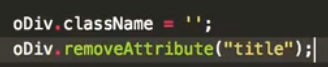 oDiv.className = '';
oDiv.removeAttribute("title");